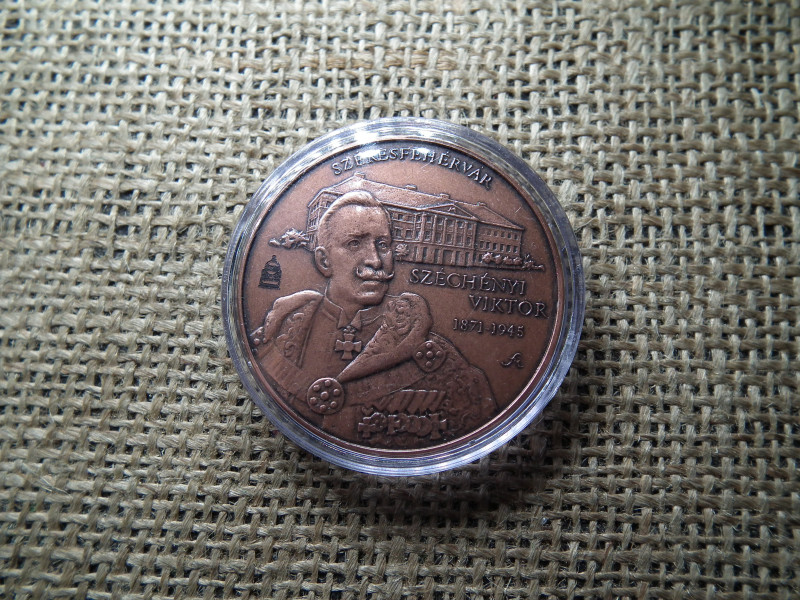 SZÉKESFEHÉRVÁR
SZÉCHÉNYI
VIKTOR
1871-1945